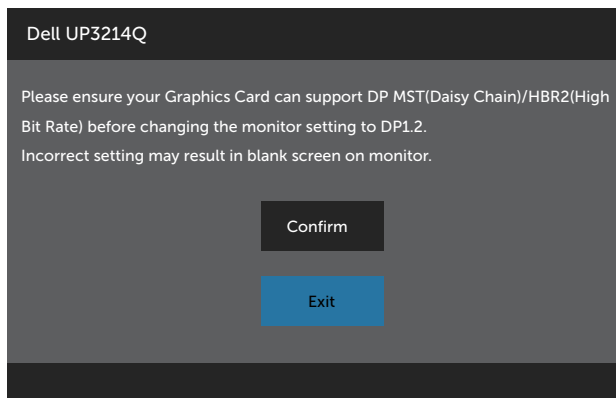 Dell UP3214Q
Please ensure your Graphics Card can support DP MST(Daisy Chain)/HBR2(High
Bit Rate) before changing the monitor setting to DP1.2.
Incorrect setting may result in blank screen on monitor.
Confirm
Exit